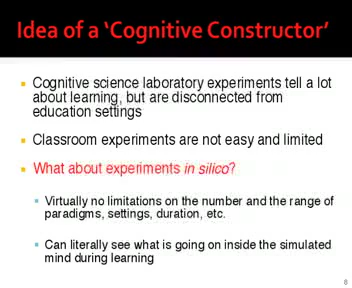 Idea of a ‘Cognitive Constructor’
Cognitive science laboratory experiments tell a lot
about learning, but are disconnected from
education settings
Classroom experiments are not easy and limited
What about experiments in silico?
Virtually no limitations on the number and the range of
paradigms, settings, duration, etc.
Can literally see what is going on inside the simulated
mind during learning
8